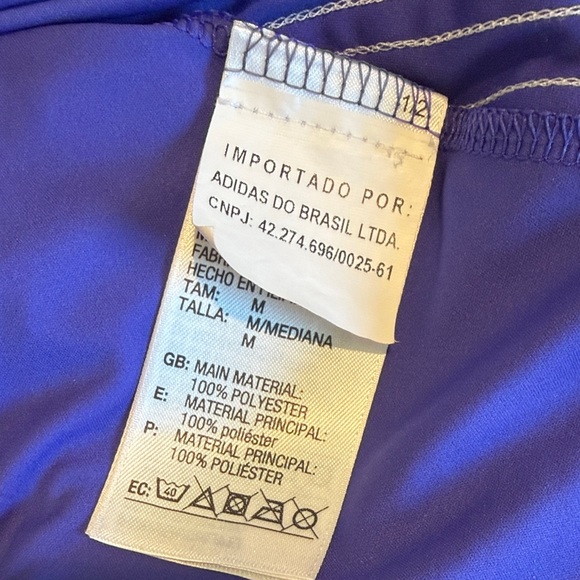 12
IMPORTADO POR:
ADIDAS DO BRASIL LTDA.
CNPJ: 42.274.696/0025-61
HECHO EN
TAM: M
TALLA: M/MEDIANA
M
GB: MAIN MATERIAL:
100% POLYESTER
E: MATERIAL PRINCIPAL:
100% poliéster
P: MATERIAL PRINCIPAL:
100% POLIÉSTER
EC: 40